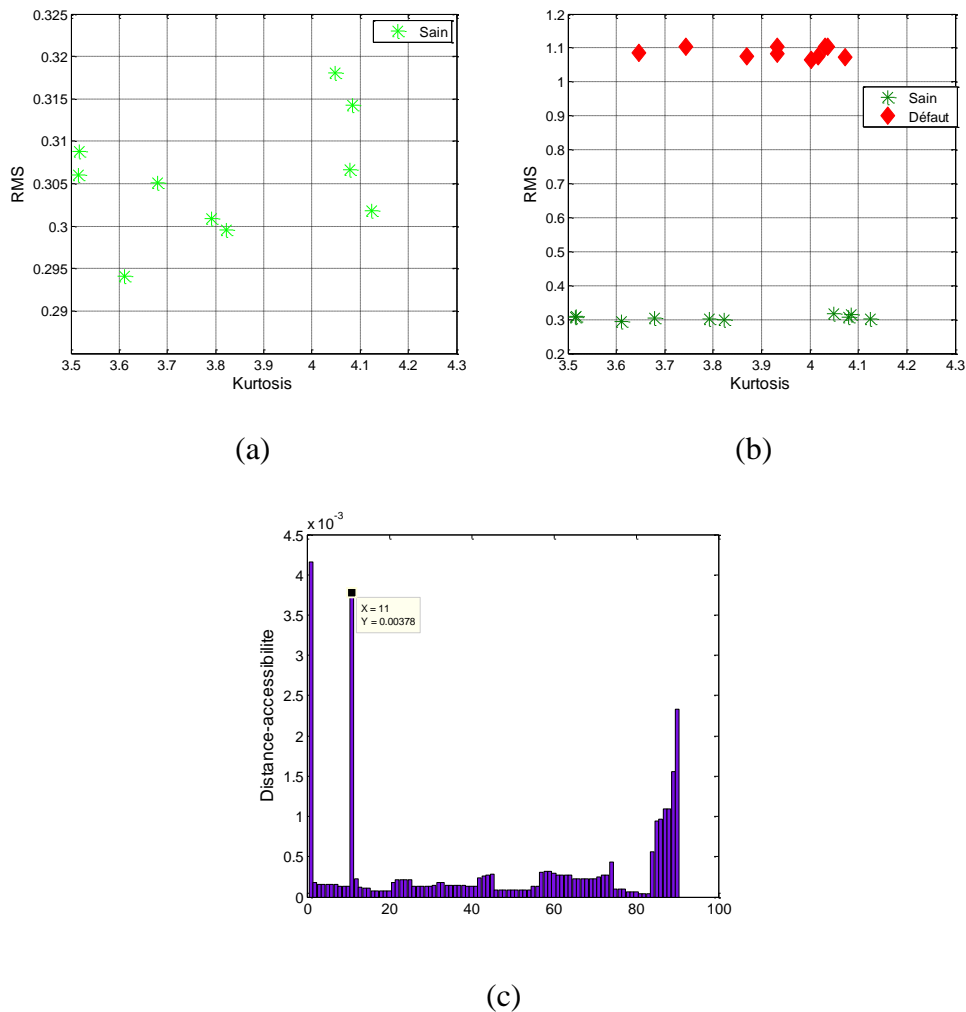 (a)
0.325
0.32
0.315
0.31
0.305
0.3
0.295
0.29
RMS
3.5 3.6 3.7 3.8 3.9 4 4.1 4.2 4.3
Kurtosis
Sain
(b)
1.2
1.1
1
0.9
0.8
0.7
0.6
0.5
0.4
0.3
0.2
RMS
3.5 3.6 3.7 3.8 3.9 4 4.1 4.2 4.3
Kurtosis
Sain
Défaut
x 10-3
4.5
4
3.5
3
2.5
2
1.5
1
0.5
0
Distance-accessibilite
X = 11
Y = 0.00378
0 20 40 60 80 100
(c)